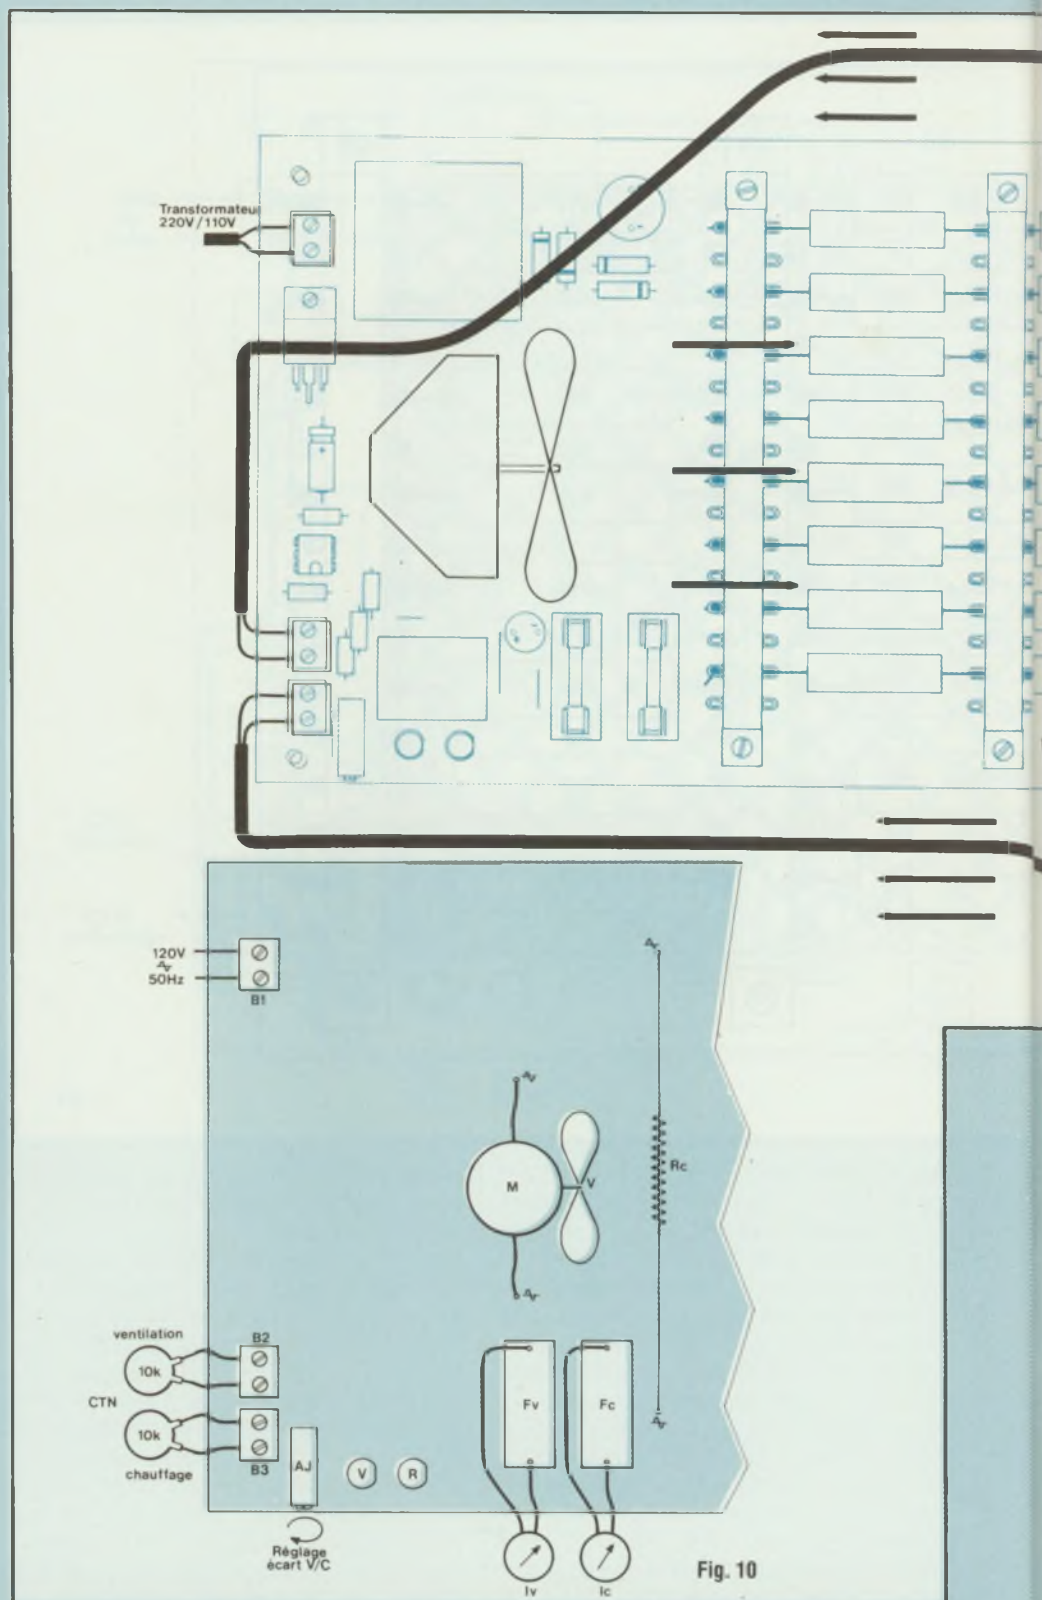 Transformateur
220V/110V
120V
50Hz
B1
M
V
Rc
ventilation
B2
10k
CTN
10k
B3
chauffage
AJ
V
R
Fv
Fc
Réglage
écart V/C
Iv
Ic
Fig. 10